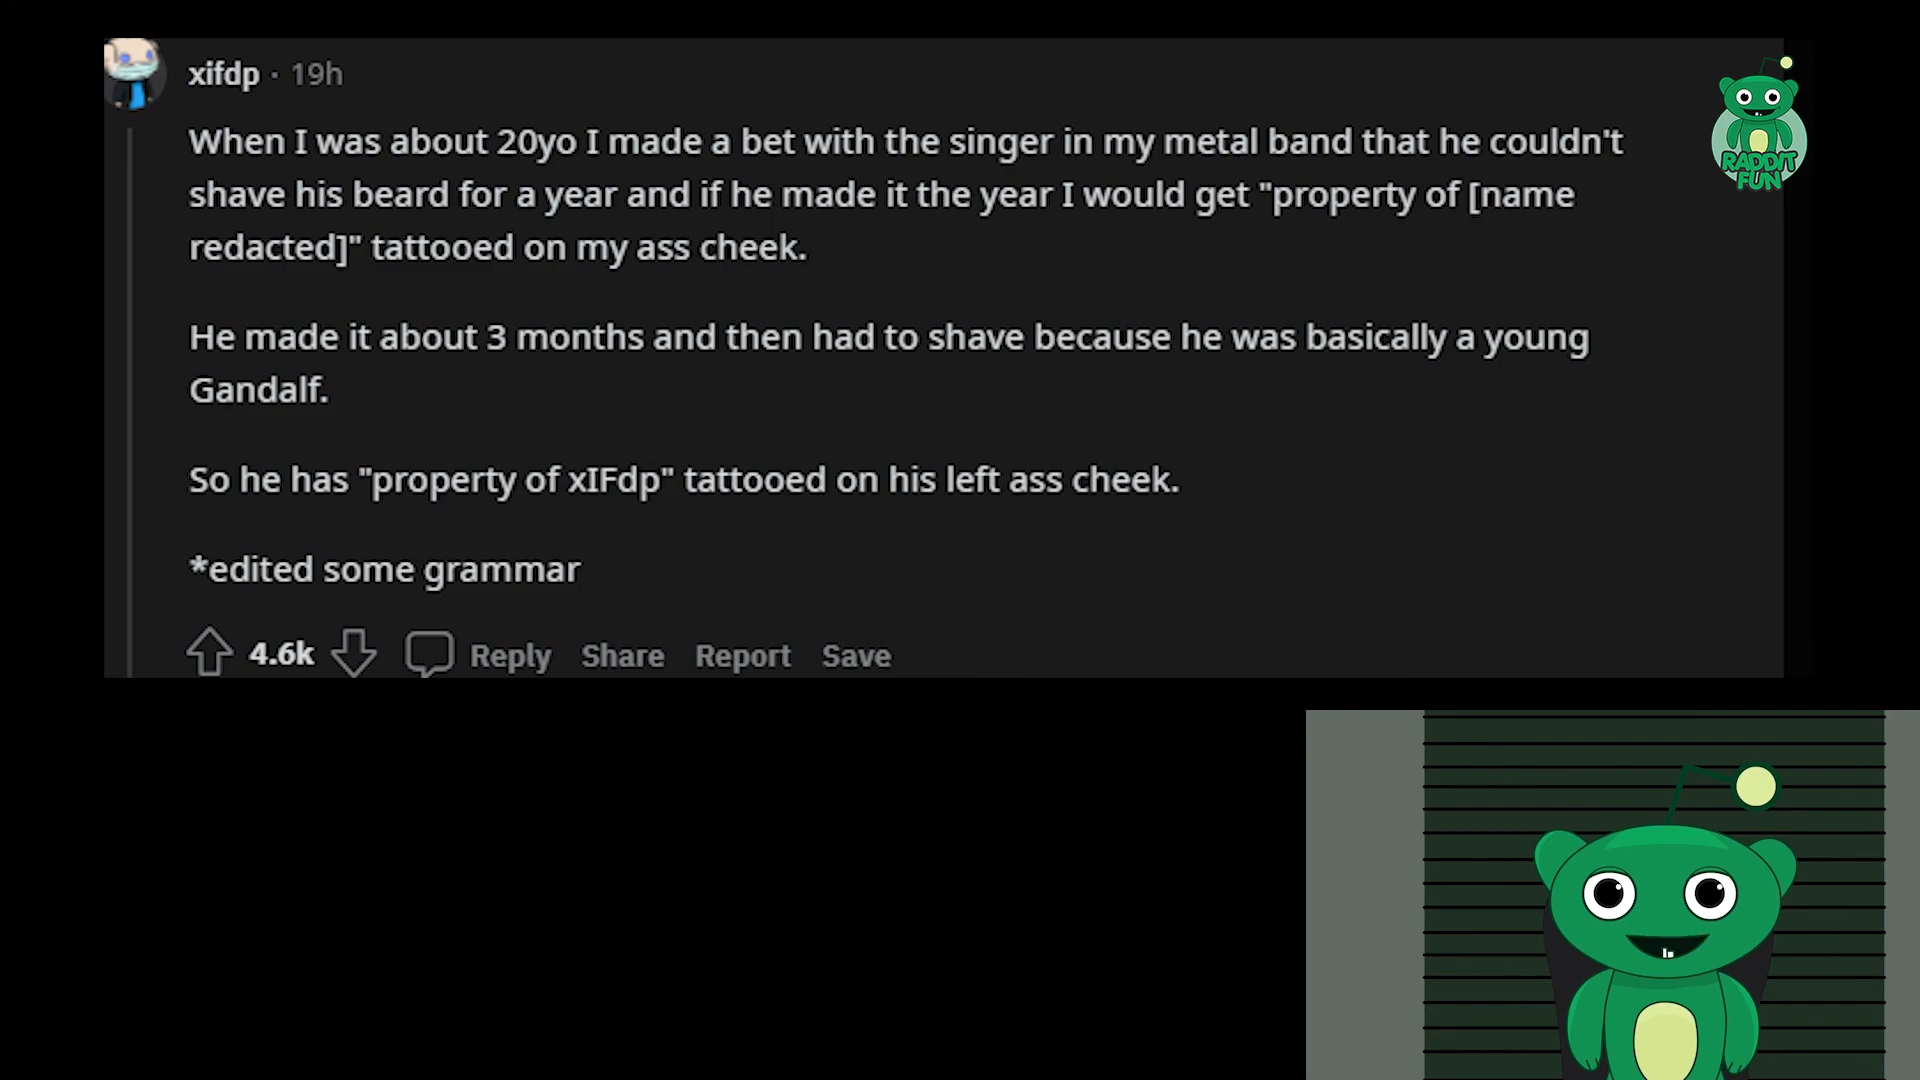 xifdp · 19h
When I was about 20yo I made a bet with the singer in my metal band that he couldn't
shave his beard for a year and if he made it the year I would get "property of [name
redacted]" tattooed on my ass cheek.
He made it about 3 months and then had to shave because he was basically a young
Gandalf.
So he has "property of xIFdp" tattooed on his left ass cheek.
*edited some grammar
4.6k Reply Share Report Save
RADDIT
FUN